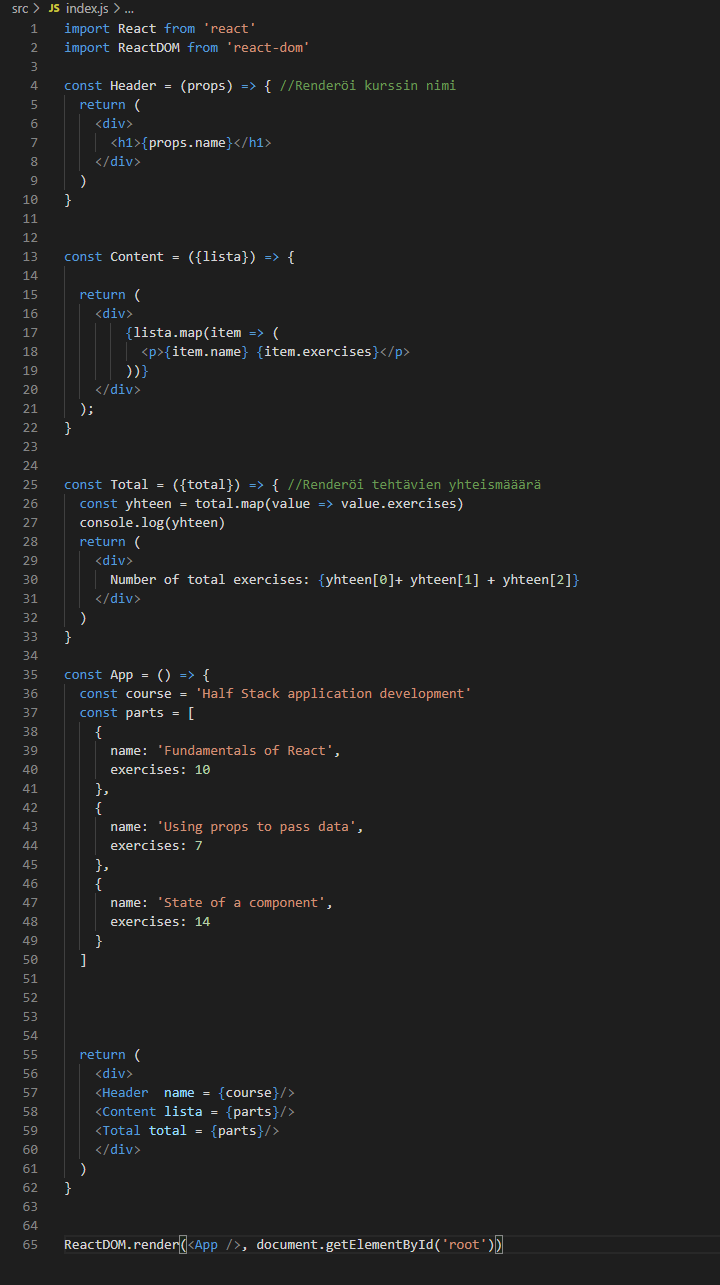 src > JS index.js > ...
1 import React from 'react'
2 import ReactDOM from 'react-dom'
3
4 const Header = (props) => { //Renderöi kurssin nimi
5 return (
6 <div>
7 <h1>{props.name}</h1>
8 </div>
9 )
10 }
11
12
13 const Content = ({lista}) => {
14
15 return (
16 <div>
17 {lista.map(item => (
18 <p>{item.name} {item.exercises}</p>
19 ))}
20 </div>
21 );
22 }
23
24
25 const Total = ({total}) => { //Renderöi tehtävien yhteismääärä
26 const yhteen = total.map(value => value.exercises)
27 console.log(yhteen)
28 return (
29 <div>
30 Number of total exercises: {yhteen[0]+ yhteen[1] + yhteen[2]}
31 </div>
32 )
33 }
34
35 const App = () => {
36 const course = 'Half Stack application development'
37 const parts = [
38 {
39 name: 'Fundamentals of React',
40 exercises: 10
41 },
42 {
43 name: 'Using props to pass data',
44 exercises: 7
45 },
46 {
47 name: 'State of a component',
48 exercises: 14
49 }
50 ]
51
52
53
54
55 return (
56 <div>
57 <Header  name = {course}/>
58 <Content lista = {parts}/>
59 <Total total = {parts}/>
60 </div>
61 )
62 }
63
64
65 ReactDOM.render(<App />, document.getElementById('root'))